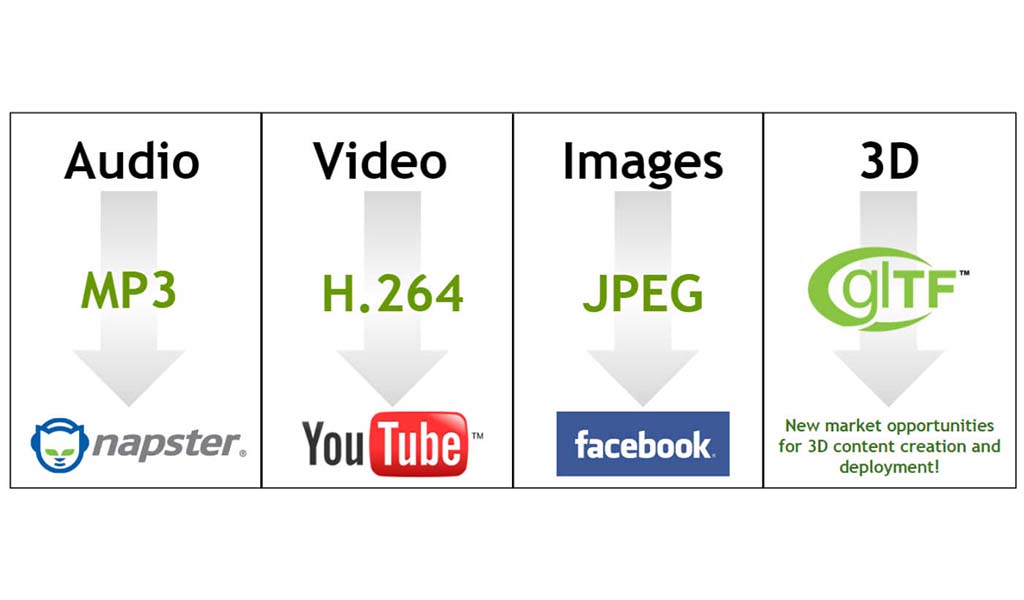 Audio
MP3
napster.®
Video
H.264
YouTube™
Images
JPEG
facebook®
3D
glTF™
New market opportunities
for 3D content creation and
deployment!